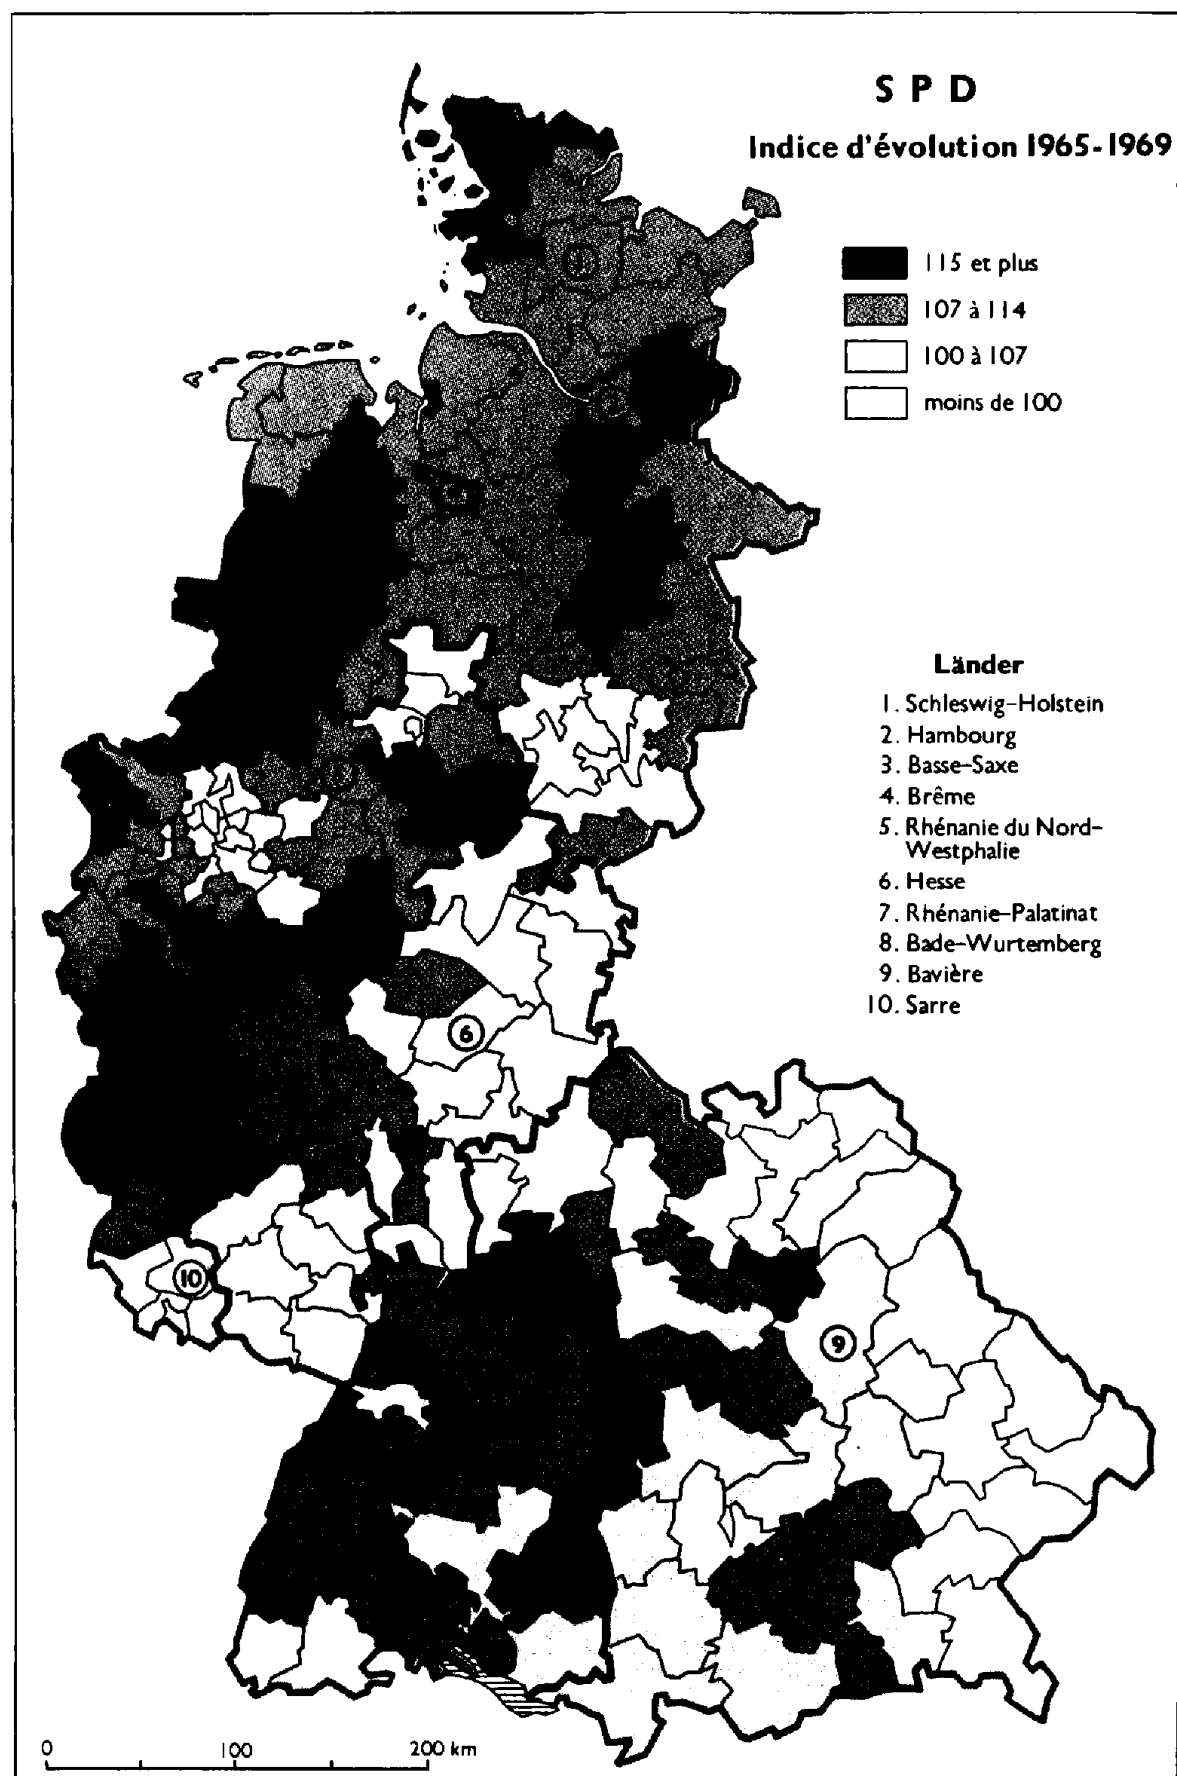 SPD
Indice d'évolution 1965-1969
115 et plus
107 à 114
100 à 107
moins de 100
Länder
1. Schleswig-Holstein
2. Hambourg
3. Basse-Saxe
4. Brême
5. Rhénanie du Nord-
Westphalie
6. Hesse
7. Rhénanie-Palatinat
8. Bade-Wurtemberg
9. Bavière
10. Sarre
6
10
9
0 100 200 km